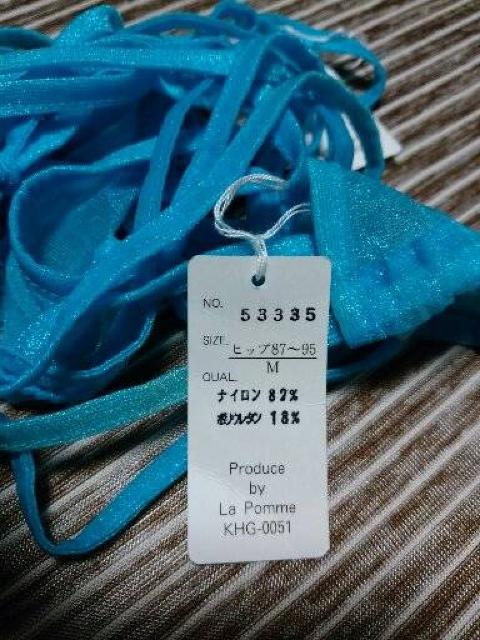 NO. 53335
SIZE. ヒップ87～95
M
QUAL.
ナイロン 82%
ポリウレタン 18%
Produce
by
La Pomme
KHG-0051